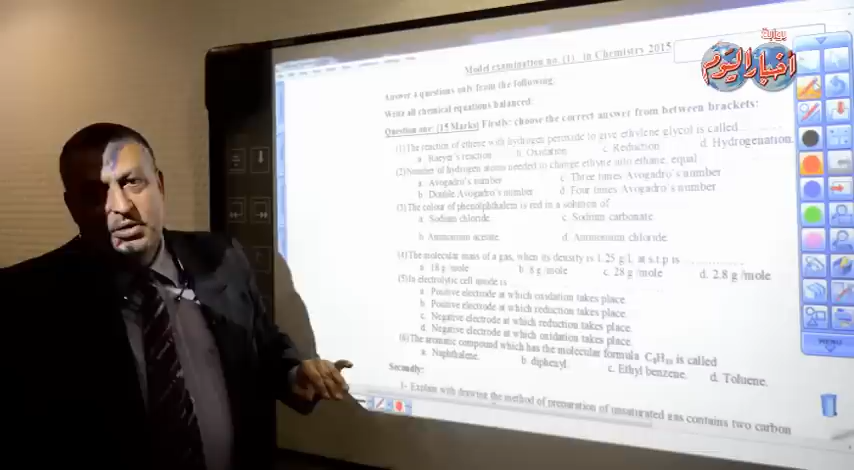 بوابة
أخبار اليوم
Model examination no. (1) in Chemistry 2015
Answer 4 questions only from the following:
Write all chemical equations balanced:
Question one: (15 Marks) Firstly: choose the correct answer from between brackets:
(1) The reaction of ethene with hydrogen peroxide to give ethylene glycol is called ............
a. Baeyer's reaction b. Oxidation c. Reduction d. Hydrogenation.
(2) Number of hydrogen atoms needed to change ethyne into ethane, equal
a. Avogadro's number c. Three times Avogadro's number
b. Double Avogadro's number d. Four times Avogadro's number
(3) The colour of phenolphthalein is red in a solution of
a. Sodium chloride. c. Sodium carbonate
b. Ammonium acetate. d. Ammonium chloride.
(4) The molecular mass of a gas, when its density is 1.25 g/L at s.t.p is ............
a. 18 g /mole b. 8 g /mole c. 28 g /mole d. 2.8 g /mole
(5) In electrolytic cell anode is
a. Positive electrode at which oxidation takes place.
b. Positive electrode at which reduction takes place.
c. Negative electrode at which reduction takes place.
d. Negative electrode at which oxidation takes place.
(6) The aromatic compound which has the molecular formula C₈H₁₀ is called
a. Naphthalene. b. diphenyl. c. Ethyl benzene. d. Toluene.
Secondly:
1- Explain with drawing the method of preparation of unsaturated gas contains two carbon
MENU